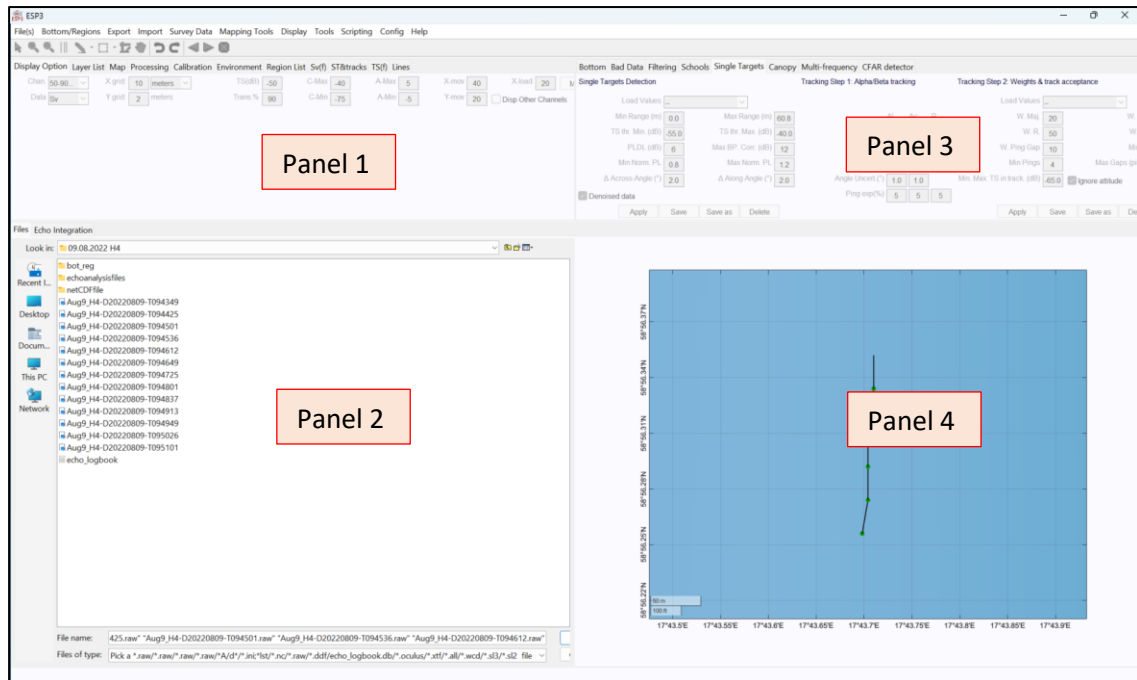 ESP3
File(s) Bottom/Regions Export Import Survey Data Mapping Tools Display Tools Scripting Config Help
Display Option Layer List Map Processing Calibration Environment Region List Sv(f) ST&tracks TS(f) Lines
Chan. 50-90... X grid: 10 meters TS(dB) -50 C-Max -40 A-Max 5 X-mov 40 X-load 20 M
Data Sv Y grid: 2 meters Trans.% 90 C-Min -75 A-Min -5 Y-mov 20 Disp Other Channels
Panel 1
Bottom Bad Data Filtering Schools Single Targets Canopy Multi-frequency CFAR detector
Single Targets Detection Tracking Step 1: Alpha/Beta tracking Tracking Step 2: Weights & track acceptance
Load Values -- Load Values --
Min Range (m) 0.0 Max Range (m) 60.8 W. Maj. 20 W.
TS thr. Min. (dB) -55.0 TS thr. Max. (dB) -40.0 W. R. 50 W.
PLDL (dB) 6 Max BP. Corr. (dB) 12 W. Ping Gap 10 Mi
Min Norm. PL 0.8 Max Norm. PL 1.2 Min Pings 4 Max Gaps (p
Δ Across Angle (°) 2.0 Δ Along Angle (°) 2.0 Angle Uncert.(°) 1.0 1.0 Min. Max. TS in track. (dB) -65.0 Ignore attitude
Denoised data Ping exp(%) 5 5 5
Apply Save Save as Delete Apply Save Save as De
Panel 3
Files Echo Integration
Look in: 09.08.2022 H4
Recent I...
Desktop
Docum...
This PC
Network
bot_reg
echoanalysisfiles
netCDFfile
Aug9_H4-D20220809-T094349
Aug9_H4-D20220809-T094425
Aug9_H4-D20220809-T094501
Aug9_H4-D20220809-T094536
Aug9_H4-D20220809-T094612
Aug9_H4-D20220809-T094649
Aug9_H4-D20220809-T094725
Aug9_H4-D20220809-T094801
Aug9_H4-D20220809-T094837
Aug9_H4-D20220809-T094913
Aug9_H4-D20220809-T094949
Aug9_H4-D20220809-T095026
Aug9_H4-D20220809-T095101
echo_logbook
Panel 2
File name: 425.raw" "Aug9_H4-D20220809-T094501.raw" "Aug9_H4-D20220809-T094536.raw" "Aug9_H4-D20220809-T094612.raw"
Files of type: Pick a *.raw/*.raw/*.raw/*.raw/*A/d*/*.ini;*lst/*.nc/*.raw/*.ddf/echo_logbook.db/*.oculus/*.xtf/*.all/*.wcd/*.sl3/*.sl2 file
58°56.37'N
58°56.34'N
58°56.31'N
58°56.28'N
58°56.25'N
58°56.22'N
Panel 4
50 m
100 ft
17°43.5'E 17°43.55'E 17°43.6'E 17°43.65'E 17°43.7'E 17°43.75'E 17°43.8'E 17°43.85'E 17°43.9'E